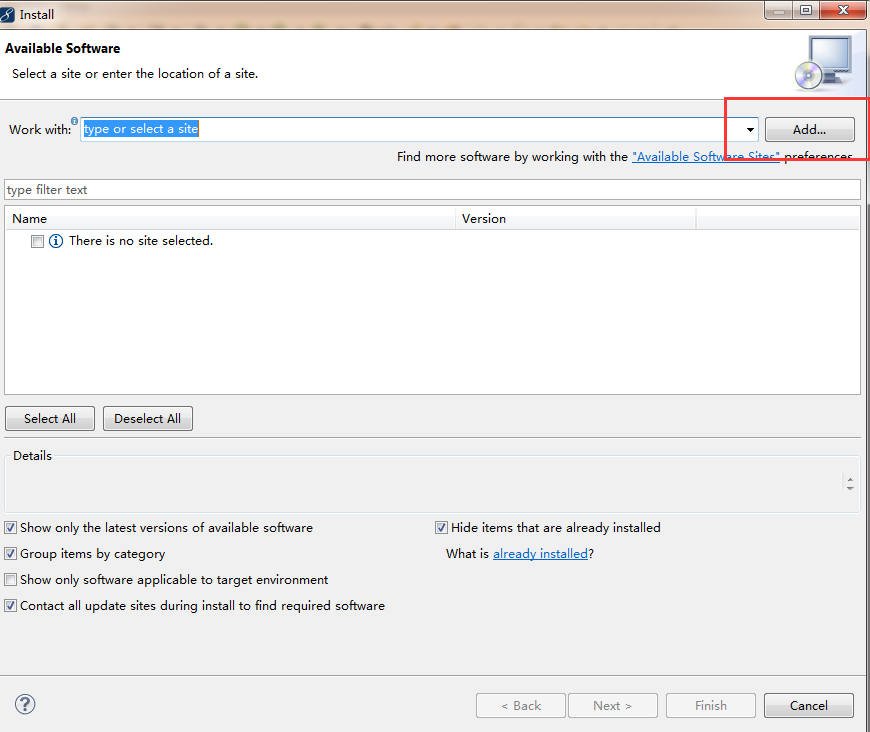 Install
Available Software
Select a site or enter the location of a site.
Work with: type or select a site Add...
Find more software by working with the "Available Software Sites" preferences.
type filter text
Name Version
There is no site selected.
Select All Deselect All
Details
Show only the latest versions of available software Hide items that are already installed
Group items by category What is already installed?
Show only software applicable to target environment
Contact all update sites during install to find required software
? < Back Next > Finish Cancel